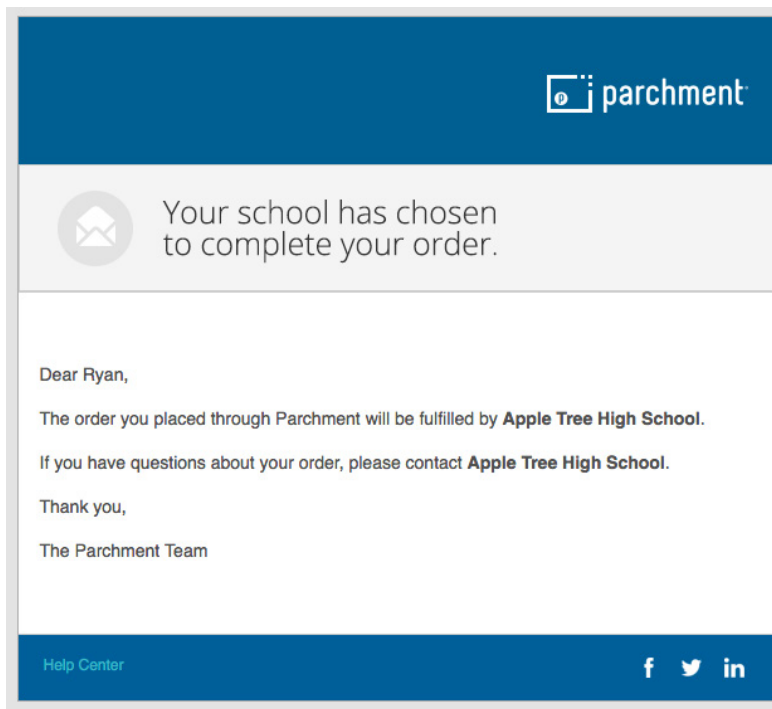 parchment
Your school has chosen
to complete your order.
Dear Ryan,
The order you placed through Parchment will be fulfilled by Apple Tree High School.
If you have questions about your order, please contact Apple Tree High School.
Thank you,
The Parchment Team
Help Center